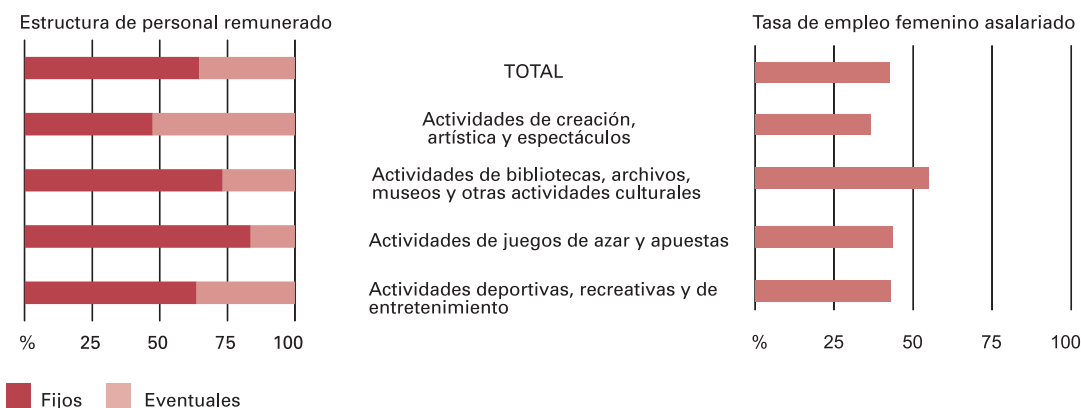 Estructura de personal remunerado
Tasa de empleo femenino asalariado
TOTAL
Actividades de creación,
artística y espectáculos
Actividades de bibliotecas, archivos,
museos y otras actividades culturales
Actividades de juegos de azar y apuestas
Actividades deportivas, recreativas y de
entretenimiento
% 25 50 75 100
% 25 50 75 100
Fijos Eventuales